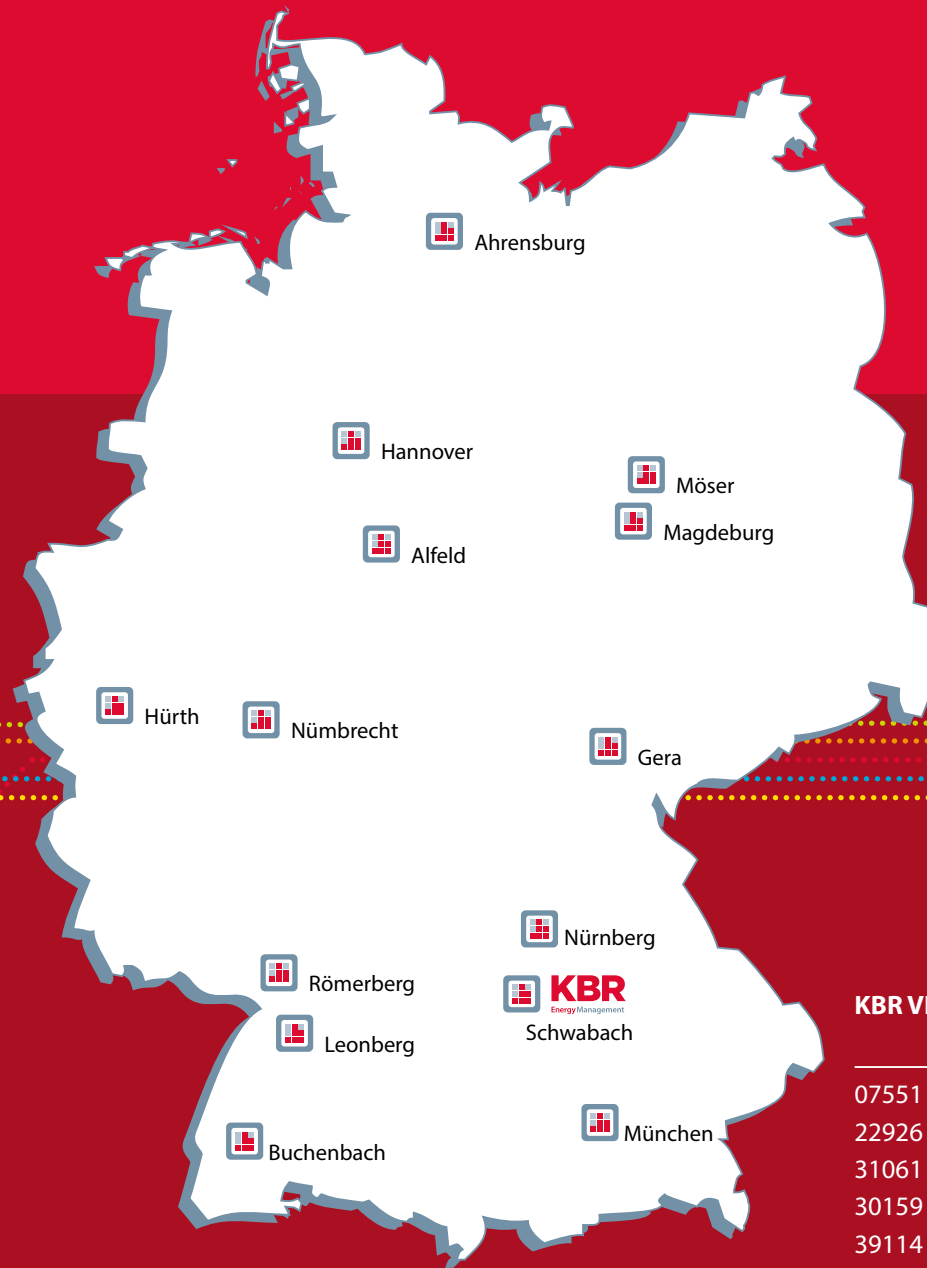 Ahrensburg
Hannover
Möser
Magdeburg
Alfeld
Hürth
Nümbrecht
Gera
Nürnberg
Römerberg
KBR
Energy Management
Schwabach
Leonberg
München
Buchenbach
KBR
07551
22926
31061
30159
39114